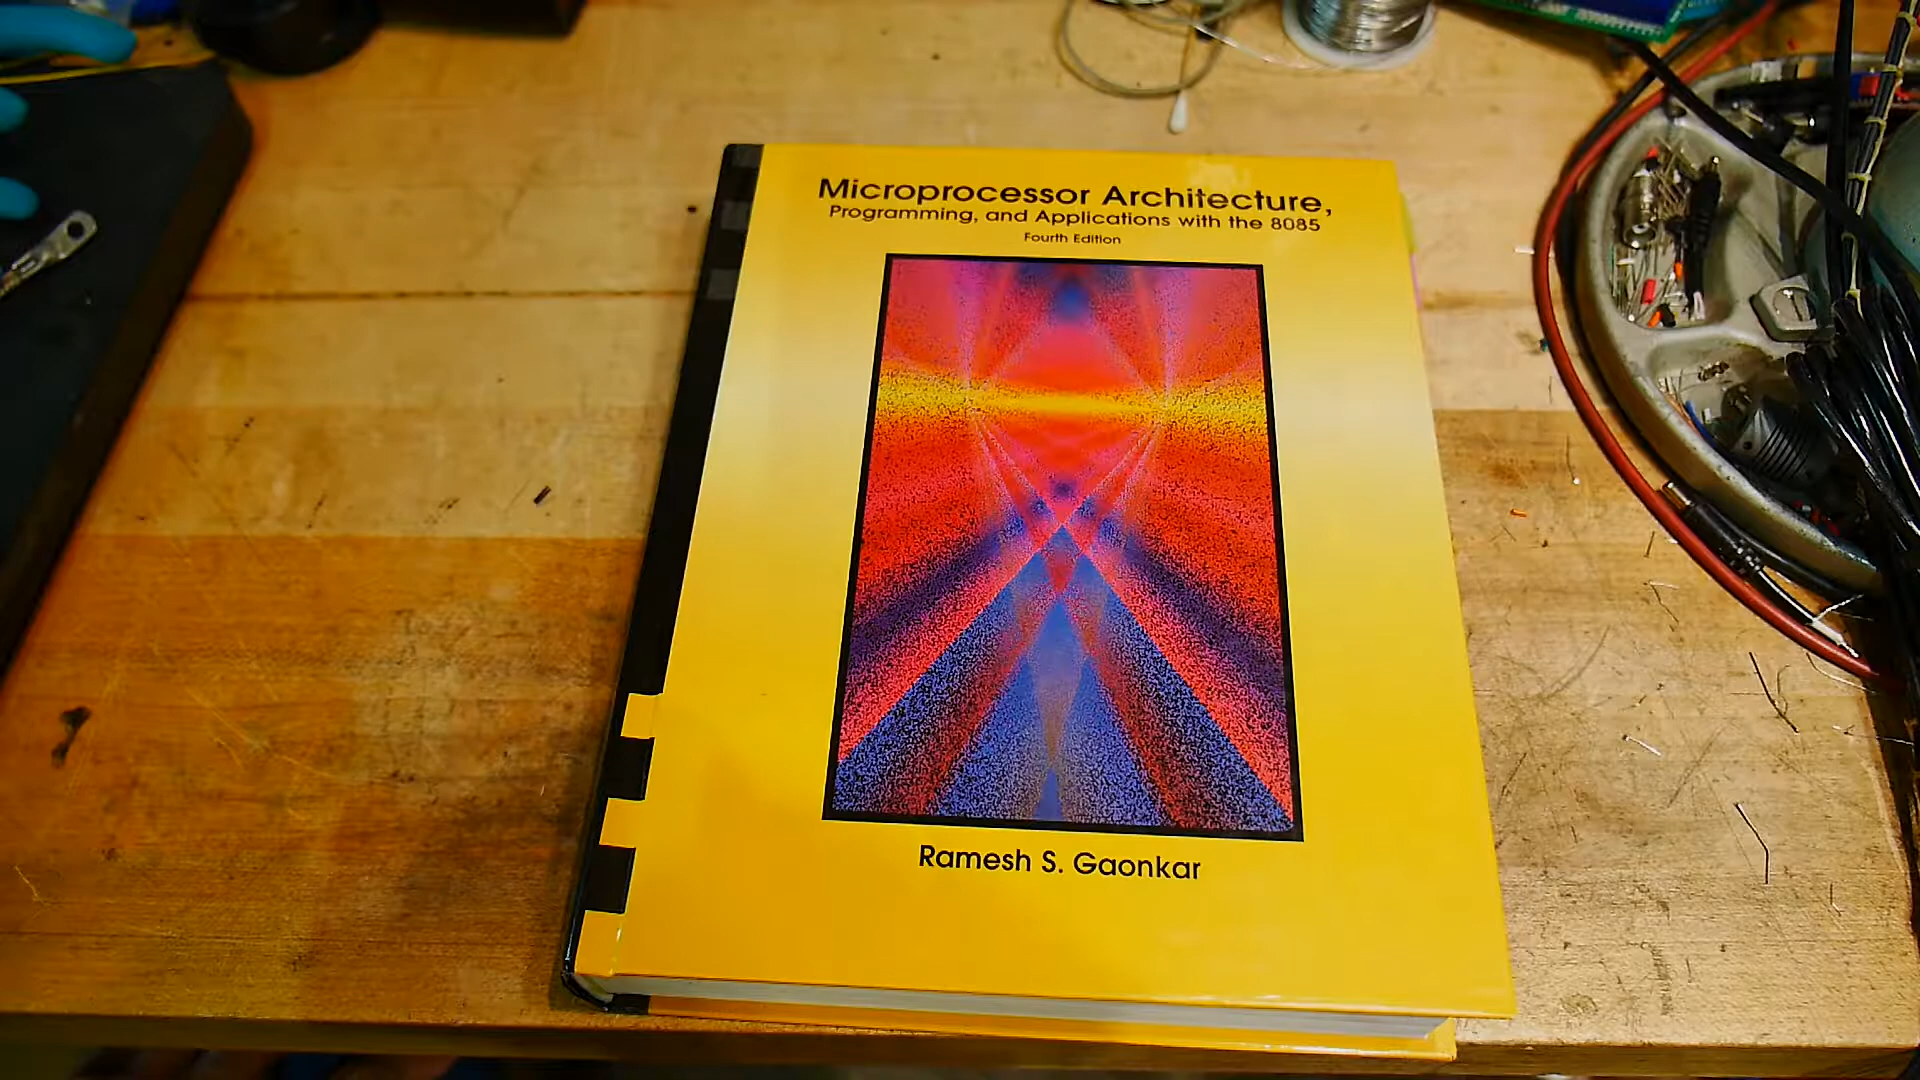 Microprocessor Architecture,
Programming, and Applications with the 8085
Fourth Edition
Ramesh S. Gaonkar